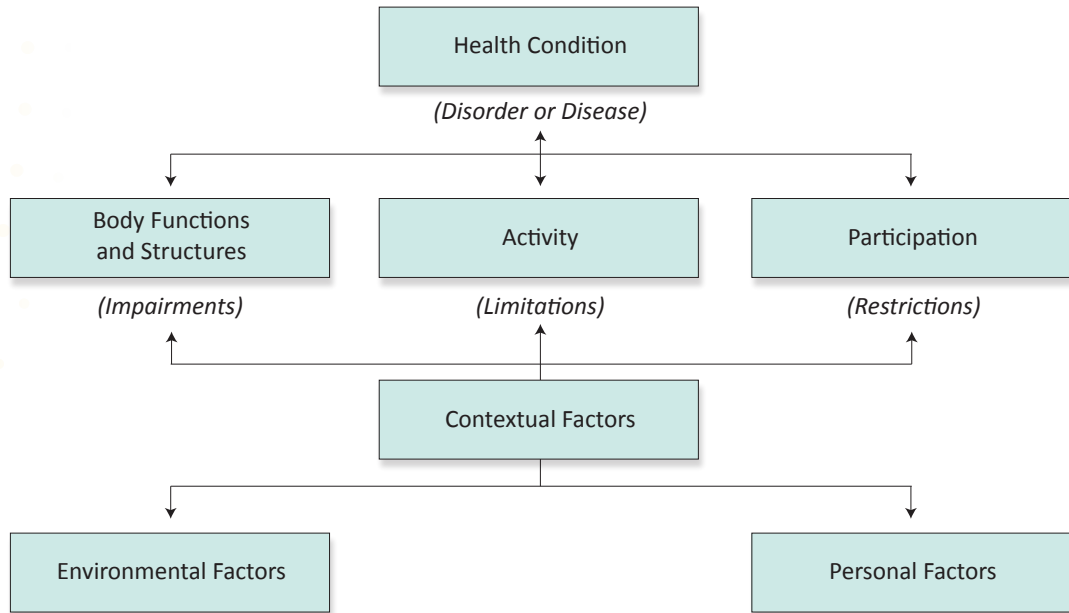 Health Condition
(Disorder or Disease)
Body Functions
and Structures
Activity
Participation
(Impairments)
(Limitations)
(Restrictions)
Contextual Factors
Environmental Factors
Personal Factors